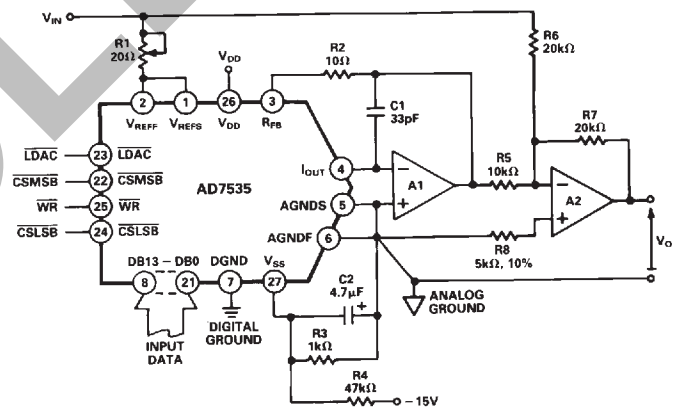 VIN
R1
20Ω
VDD
R2
10Ω
R6
20kΩ
C1
33pF
R7
20kΩ
2
1
26
3
VREFF
VREFS
VDD
RFB
LDAC
23
LDAC
IOUT
4
A1
R5
10kΩ
CSMSB
22
CSMSB
AD7535
WR
25
WR
AGNDS
5
A2
CSLSB
24
CSLSB
AGNDF
6
R8
5kΩ, 10%
VO
DB13 – DB0
DGND
VSS
8
21
7
27
C2
4.7μF
ANALOG
GROUND
DIGITAL
GROUND
INPUT
DATA
R3
1kΩ
R4
47kΩ
–15V